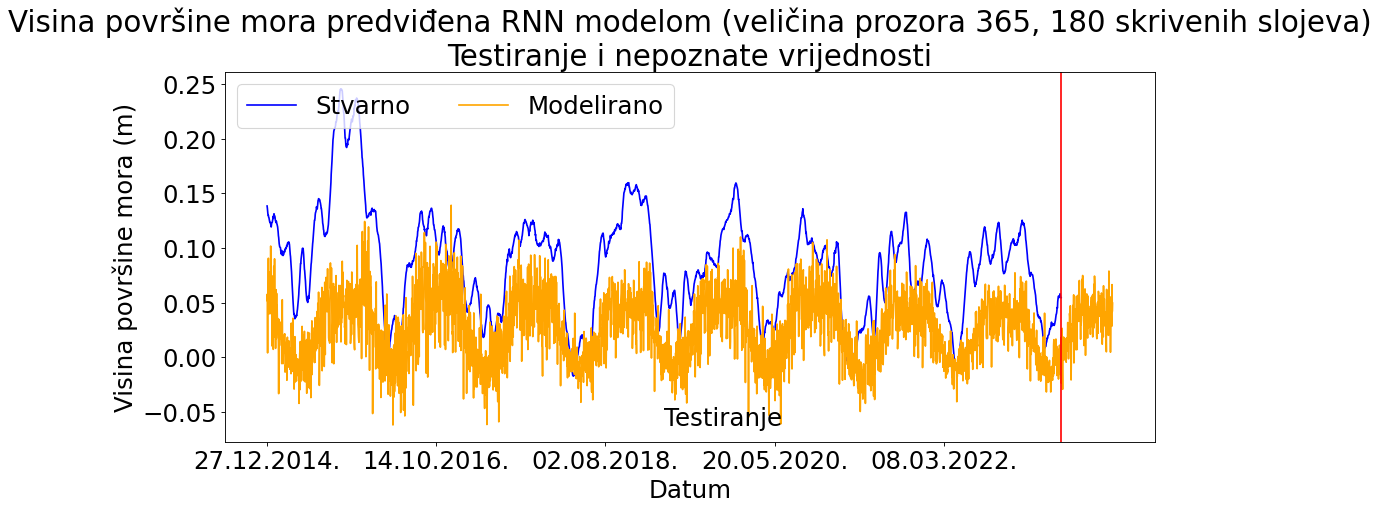 Visina površine mora predviđena RNN modelom (veličina prozora 365, 180 skrivenih slojeva)
Testiranje i nepoznate vrijednosti
Stvarno Modelirano
Visina površine mora (m)
0.25
0.20
0.15
0.10
0.05
0.00
−0.05
Testiranje
27.12.2014. 14.10.2016. 02.08.2018. 20.05.2020. 08.03.2022.
Datum